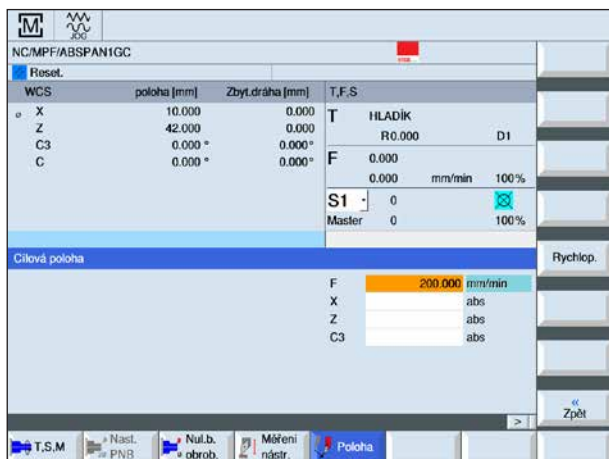 M JOG
NC/MPF/ABSPAN1GC
Reset.
WCS poloha [mm] Zbyt.dráha [mm] T,F,S
ø X 10.000 0.000 T HLADÍK
Z 42.000 0.000 R0.000 D1
C3 0.000 ° 0.000° F 0.000
C 0.000 ° 0.000° 0.000 mm/min 100%
S1 0
Master 0 100%
Cílová poloha Rychlop.
F 200.000 mm/min
X abs
Z abs
C3 abs
« Zpět
>
T,S,M Nast. PNB Nul.b. obrob. Měření nástr. Poloha